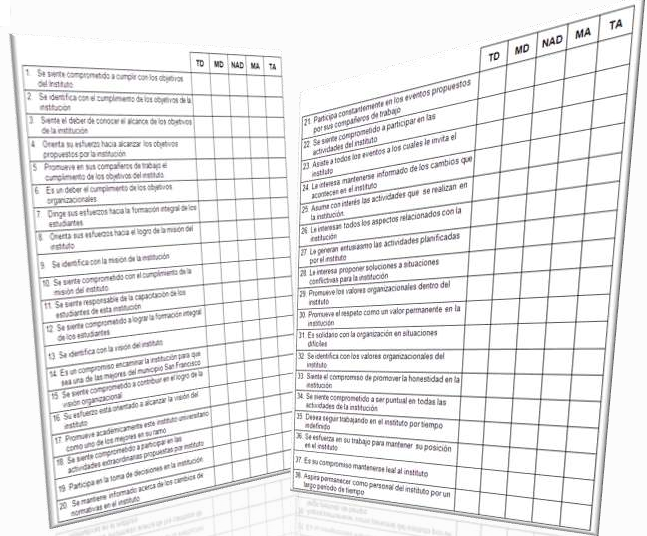 TD MD NAD MA TA
1 Se siente comprometido a cumplir con los objetivos
del Instituto
2 Se identifica con el cumplimiento de los objetivos de la
institución
3 Siente el deber de conocer el alcance de los objetivos
de la institución
4 Orienta su esfuerzo hacia alcanzar los objetivos
propuestos por la institución
5 Promueve en sus compañeros de trabajo el
cumplimiento de los objetivos del instituto
6 Es un deber el cumplimiento de los objetivos
organizacionales
7 Dirige sus esfuerzos hacia la formación integral de los
estudiantes
8 Orienta sus esfuerzos hacia el logro de la misión del
instituto
9 Se identifica con la misión de la institución
10 Se siente comprometido con el cumplimiento de la
misión del instituto
11 Se siente responsable de la capacitación de los
estudiantes de esta institución
12 Se siente comprometido a lograr la formación integral
de los estudiantes
13 Se identifica con la visión del instituto
14 Es un compromiso encaminar la institución para que
sea una de las mejores del municipio San Francisco
15 Se siente comprometido a contribuir en el logro de la
visión organizacional
16 Su esfuerzo está orientado a alcanzar la visión del
instituto
17 Promueve académicamente este instituto universitario
como uno de los mejores en su ramo
18 Se siente comprometido a participar en las
actividades extraordinarias propuestas por instituto
19 Participa en la toma de decisiones en la institución
20 Se mantiene informado acerca de los cambios de
normativas en el instituto
TD MD NAD MA TA
21 Participa constantemente en los eventos propuestos
por sus compañeros de trabajo
22 Se siente comprometido a participar en las
actividades del instituto
23 Asiste a todos los eventos a los cuales le invita el
instituto
24 Le interesa mantenerse informado de los cambios que
acontecen en el instituto
25 Asume con interés las actividades que se realizan en
la institución.
26 Le interesan todos los aspectos relacionados con la
institución
27 Le generan entusiasmo las actividades planificadas
por el instituto
28 Le interesa proponer soluciones a situaciones
conflictivas para la institución
29 Promueve los valores organizacionales dentro del
instituto
30. Promueve el respeto como un valor permanente en la
institución
31 Es solidario con la organización en situaciones
difíciles
32 Se identifica con los valores organizacionales del
instituto
33. Siente el compromiso de promover la honestidad en la
institución
34. Se siente comprometido a ser puntual en todas las
actividades de la institución
35 Desea seguir trabajando en el instituto por tiempo
indefinido
36. Se esfuerza en su trabajo para mantener su posición
en el instituto
37. Es su compromiso mantenerse leal al instituto
38. Aspira permanecer como personal del instituto por un
largo período de tiempo